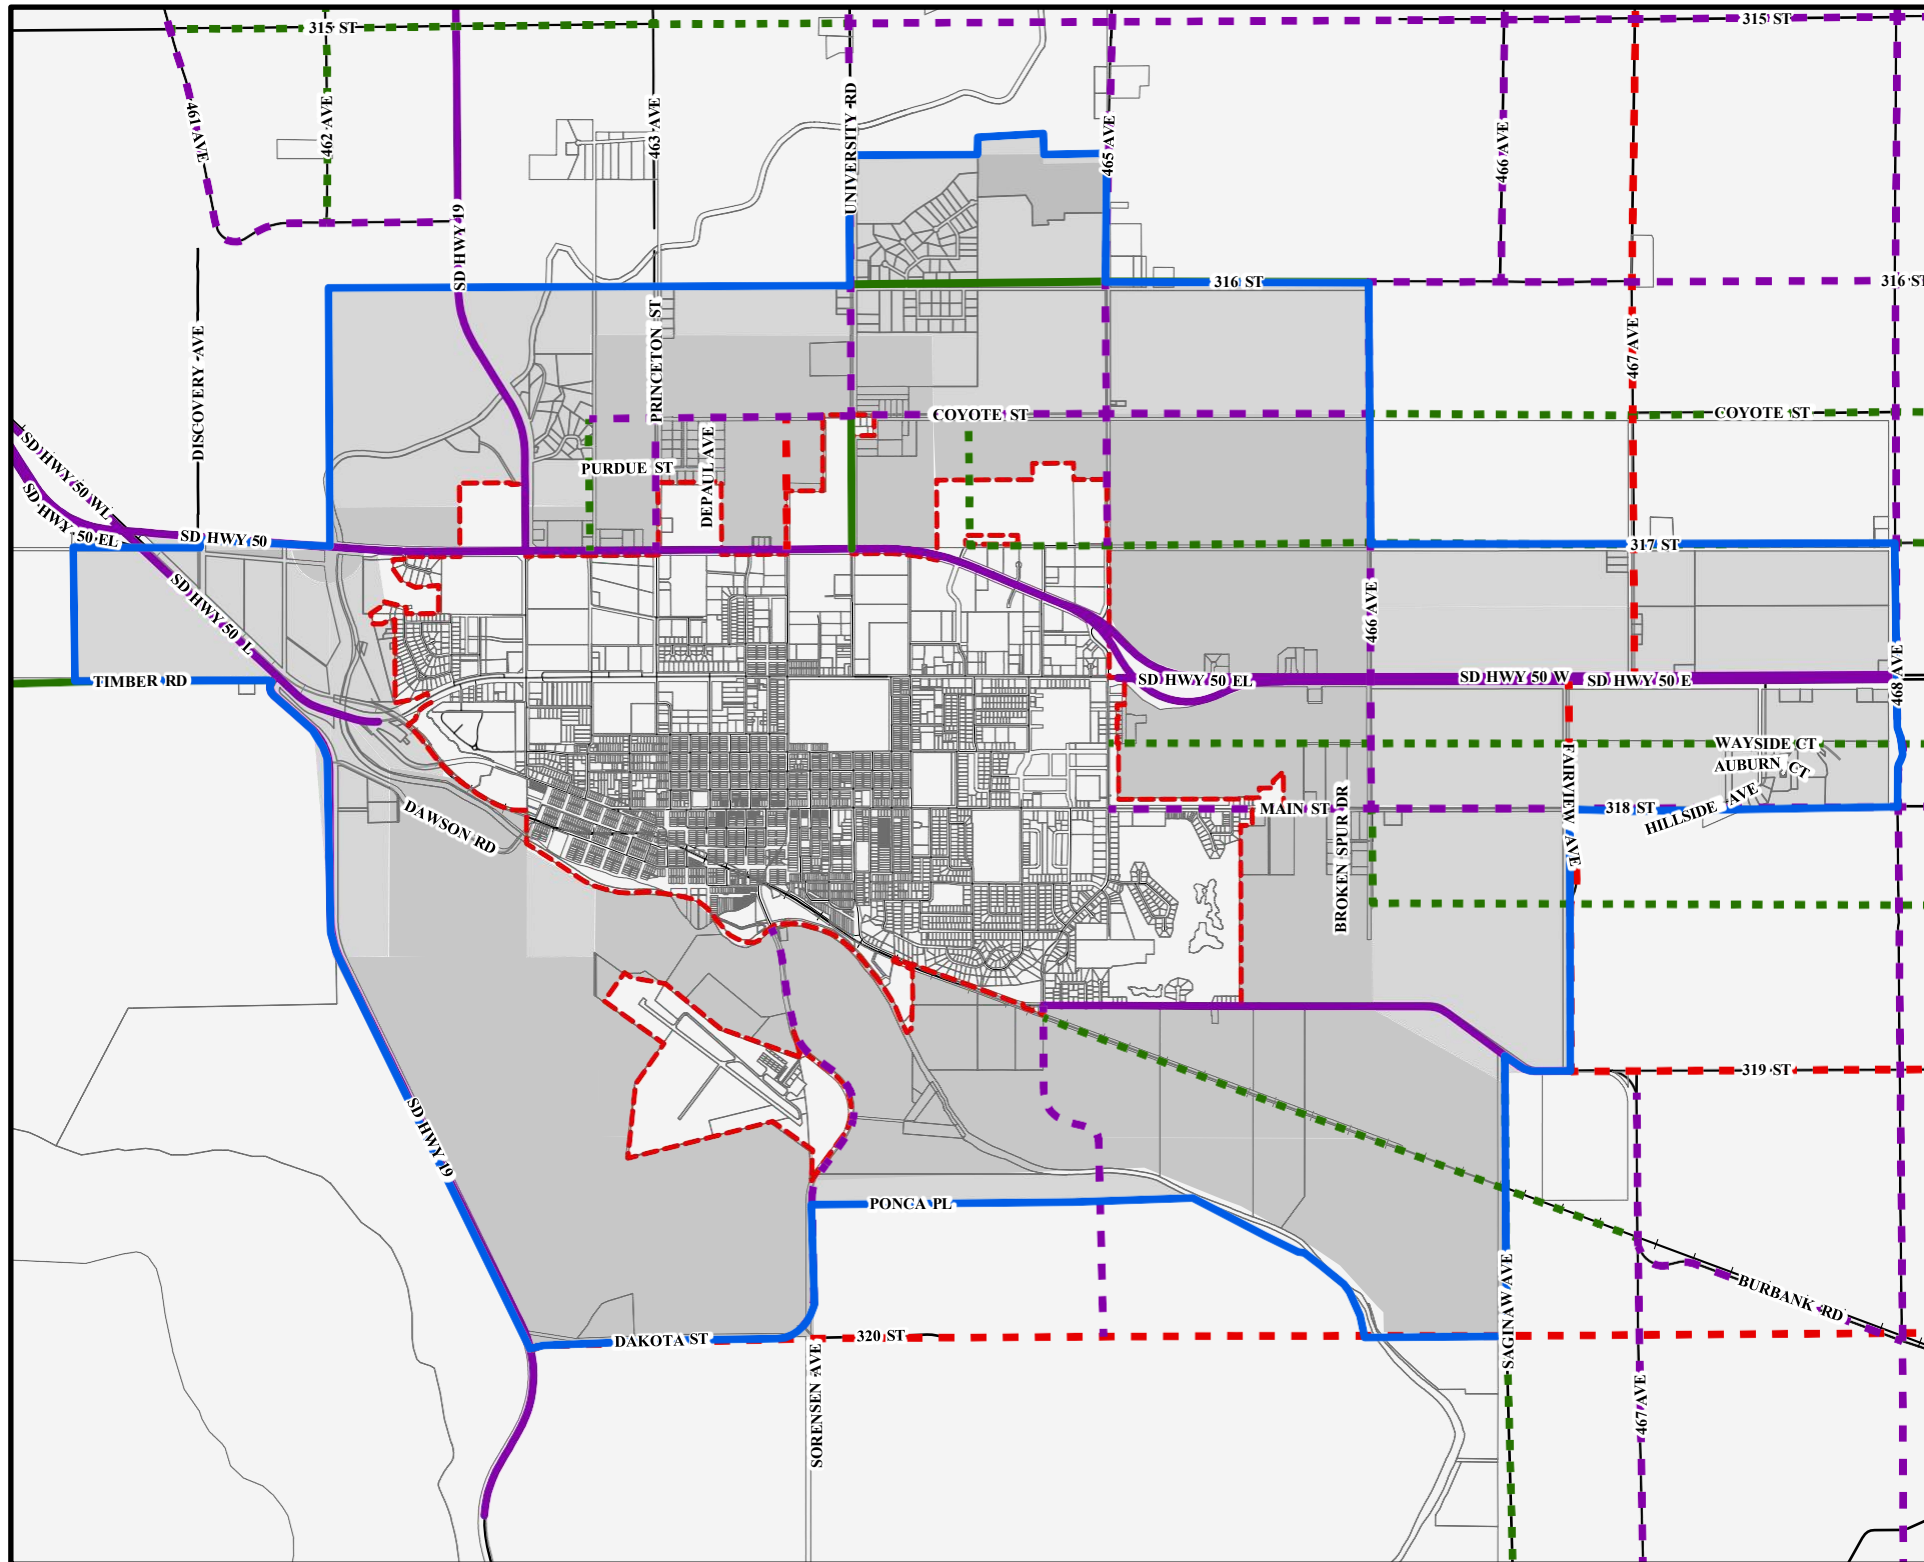 315 ST
315 ST
461 AVE
462 AVE
463 AVE
UNIVERSITY RD
465 AVE
466 AVE
SD HWY 19
316 ST
316 ST
DISCOVERY AVE
PRINCETON ST
467 AVE
COYOTE ST
COYOTE ST
PURDUE ST
DEPAUL AVE
SD HWY 50 WL
SD HWY 50 EL
SD HWY 50
317 ST
SD HWY 50 L
466 AVE
TIMBER RD
SD HWY 50 EL
SD HWY 50 W
SD HWY 50 E
468 AVE
WAYSIDE CT
AUBURN CT
FAIRVIEW AVE
DAWSON RD
MAIN ST
BROKEN SPUR DR
318 ST
HILLSIDE AVE
319 ST
SD HWY 19
PONCA PL
SAGINAW AVE
BURBANK RD
DAKOTA ST
320 ST
SORENSEN AVE
467 AVE